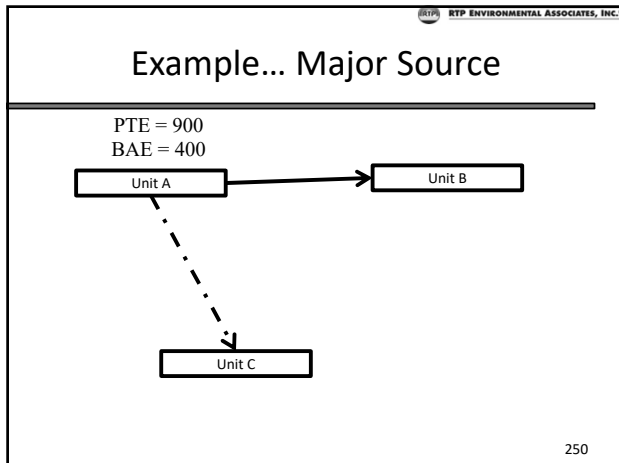 RTP ENVIRONMENTAL ASSOCIATES, INC.
Example... Major Source
PTE = 900
BAE = 400
Unit A
Unit B
Unit C
250